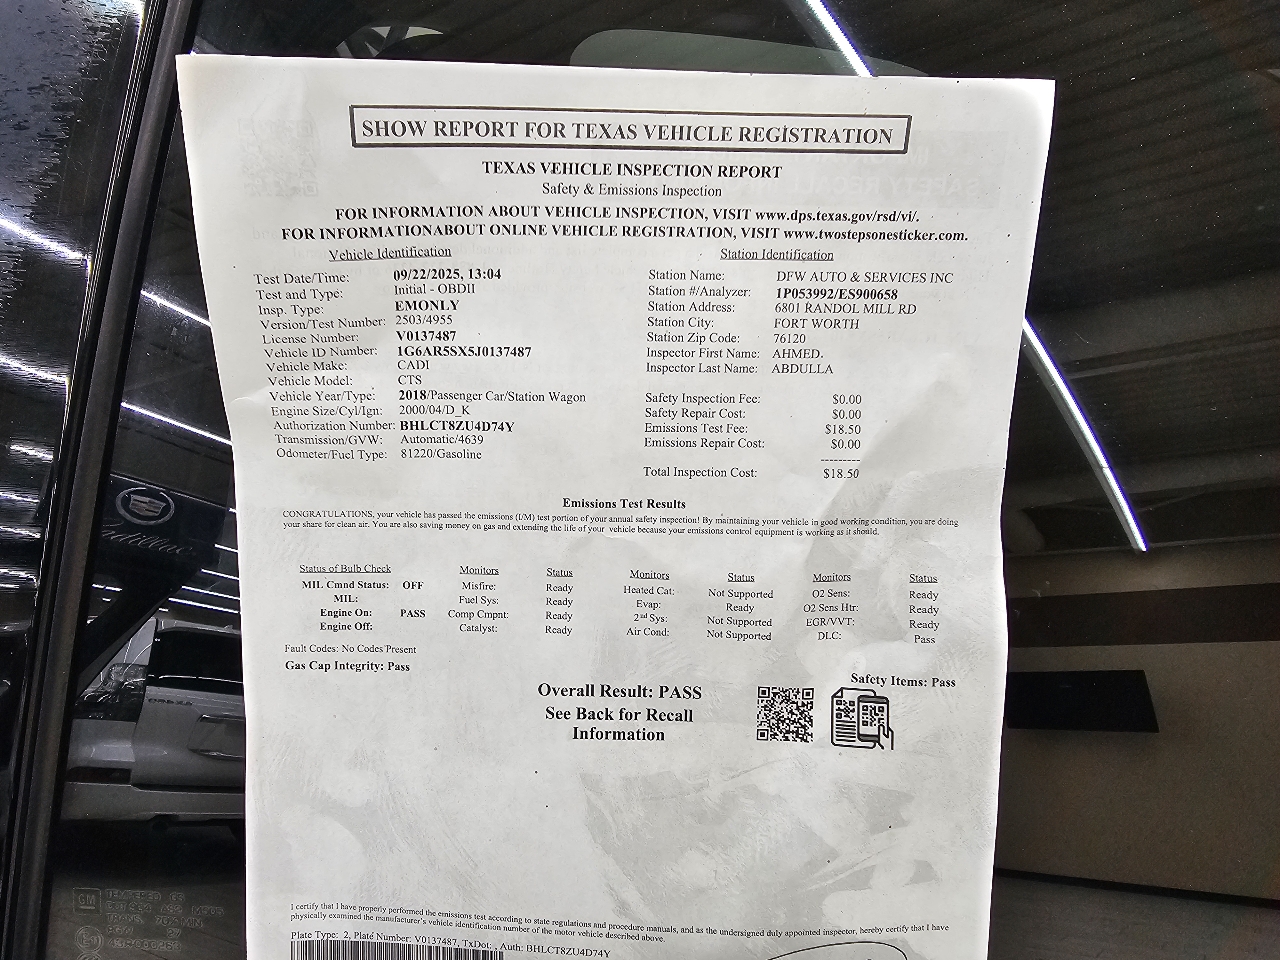 SHOW REPORT FOR TEXAS VEHICLE REGISTRATION
TEXAS VEHICLE INSPECTION REPORT
Safety & Emissions Inspection
FOR INFORMATION ABOUT VEHICLE INSPECTION, VISIT www.dps.texas.gov/rsd/vi/.
FOR INFORMATIONABOUT ONLINE VEHICLE REGISTRATION, VISIT www.twostepsonesticker.com.
Vehicle Identification
Test Date/Time: 09/22/2025, 13:04
Test and Type: Initial - OBDII
Insp. Type: EMONLY
Version/Test Number: 2503/4955
License Number: V0137487
Vehicle ID Number: 1G6AR5SX5J0137487
Vehicle Make: CADI
Vehicle Model: CTS
Vehicle Year/Type: 2018/Passenger Car/Station Wagon
Engine Size/Cyl/Ign: 2000/04/D_K
Authorization Number: BHLCT8ZU4D74Y
Transmission/GVW: Automatic/4639
Odometer/Fuel Type: 81220/Gasoline
Station Identification
Station Name: DFW AUTO & SERVICES INC
Station #/Analyzer: 1P053992/ES900658
Station Address: 6801 RANDOL MILL RD
Station City: FORT WORTH
Station Zip Code: 76120
Inspector First Name: AHMED.
Inspector Last Name: ABDULLA
Safety Inspection Fee: $0.00
Safety Repair Cost: $0.00
Emissions Test Fee: $18.50
Emissions Repair Cost: $0.00
---------
Total Inspection Cost: $18.50
Emissions Test Results
CONGRATULATIONS, your vehicle has passed the emissions (I/M) test portion of your annual safety inspection! By maintaining your vehicle in good working condition, you are doing
your share for clean air. You are also saving money on gas and extending the life of your vehicle because your emissions control equipment is working as it should.
Status of Bulb Check Monitors Status Monitors Status Monitors Status
MIL Cmnd Status: OFF Misfire: Ready Heated Cat: Not Supported O2 Sens: Ready
MIL: Fuel Sys: Ready Evap: Ready O2 Sens Htr: Ready
Engine On: PASS Comp Cmpnt: Ready 2nd Sys: Not Supported EGR/VVT: Ready
Engine Off: Catalyst: Ready Air Cond: Not Supported DLC: Pass
Fault Codes: No Codes Present
Gas Cap Integrity: Pass
Safety Items: Pass
Overall Result: PASS
See Back for Recall
Information
I certify that I have properly performed the emissions test according to state regulations and procedure manuals, and as the undersigned duly appointed inspector, hereby certify that I have
physically examined the manufacturer's vehicle identification number of the motor vehicle described above.
Plate Type: 2, Plate Number: V0137487, TxDot: , Auth: BHLCT8ZU4D74Y
Cadillac
GM